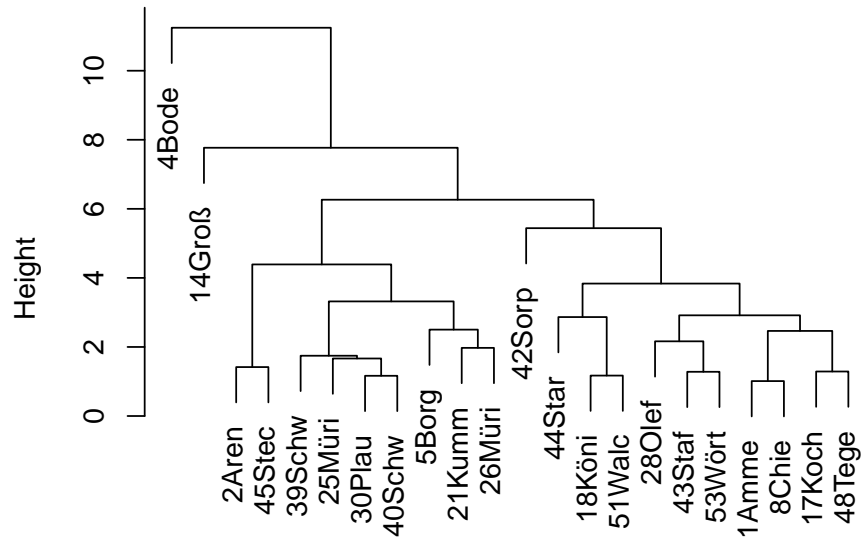 Height
0
2
4
6
8
10
4Bode
14Groß
2Aren
45Stec
39Schw
25Müri
30Plau
40Schw
5Borg
21Kumm
26Müri
42Sorp
44Star
18Köni
51Walc
28Olef
43Staf
53Wört
1Amme
8Chie
17Koch
48Tege